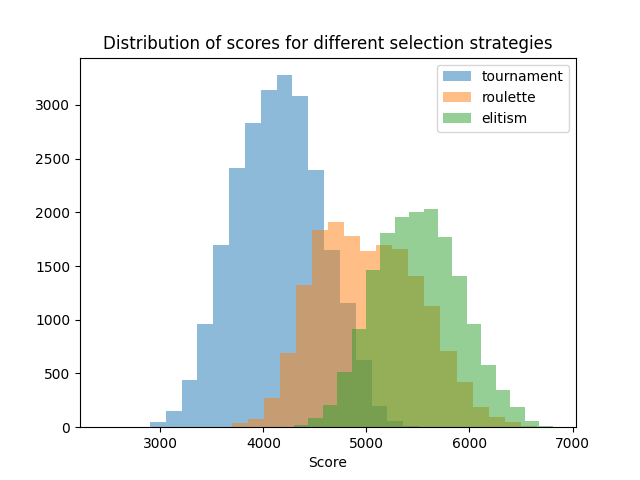 Distribution of scores for different selection strategies
tournament
roulette
elitism
3000
2500
2000
1500
1000
500
0
3000 4000 5000 6000 7000
Score